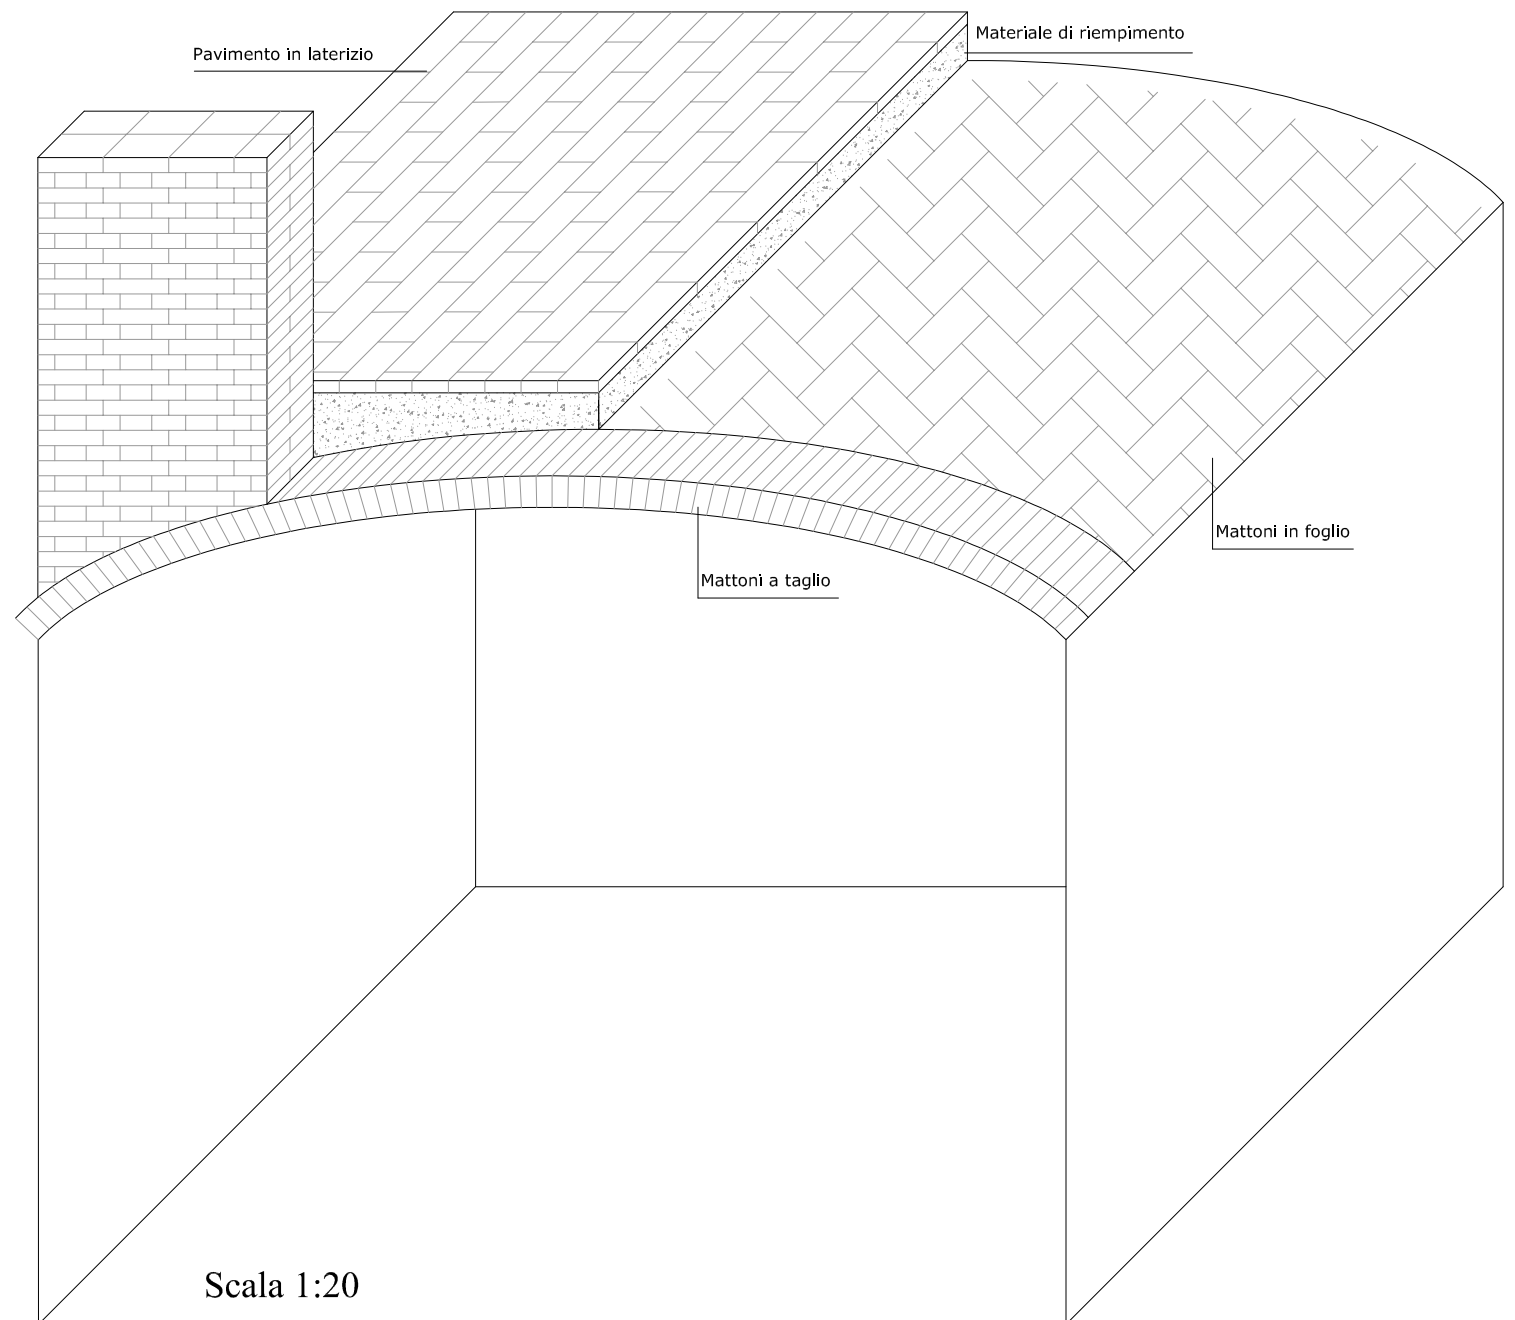 Materiale di riempimento
Pavimento in laterizio
Mattoni in foglio
Mattoni a taglio
Scala 1:20